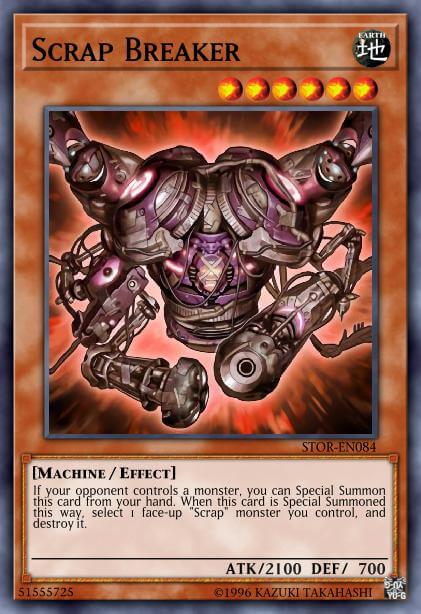 Scrap Breaker
EARTH
地
STOR-EN084
[Machine / Effect]
If your opponent controls a monster, you can Special Summon
this card from your hand. When this card is Special Summoned
this way, select 1 face-up "Scrap" monster you control, and
destroy it.
ATK/2100 DEF/ 700
51555725
©1996 KAZUKI TAKAHASHI